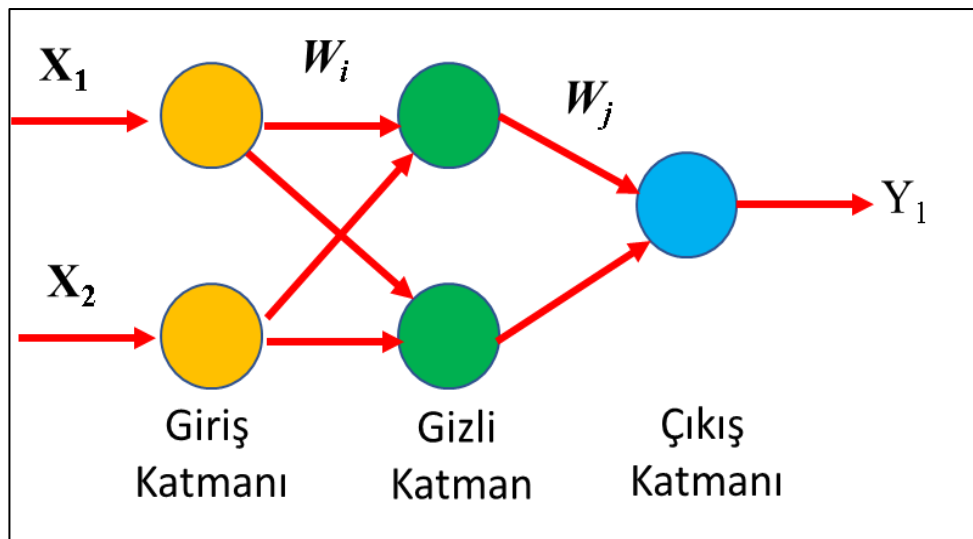 X₁
Wᵢ
Wⱼ
Y₁
X₂
Giriş
Katmanı
Gizli
Katman
Çıkış
Katmanı